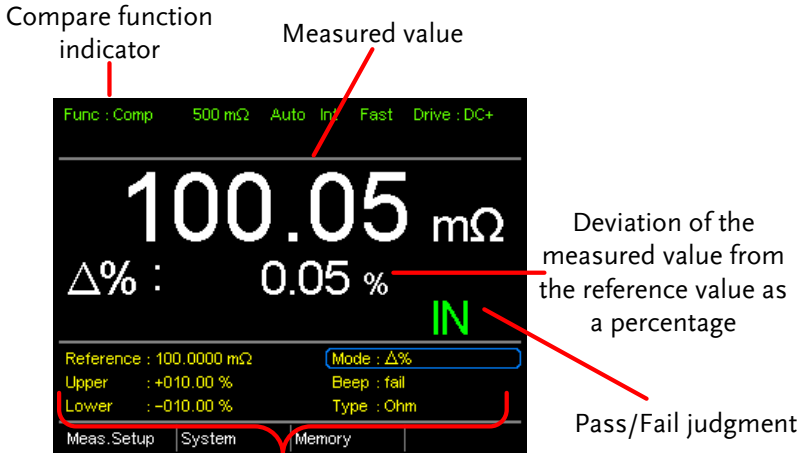 Compare function
indicator
Measured value
Func : Comp 500 mΩ Auto Int Fast Drive : DC+
100.05 mΩ
Δ% : 0.05 %
IN
Deviation of the
measured value from
the reference value as
a percentage
Reference : 100.0000 mΩ Mode : Δ%
Upper : +010.00 % Beep : fail
Lower : –010.00 % Type : Ohm
Pass/Fail judgment
Meas.Setup System Memory